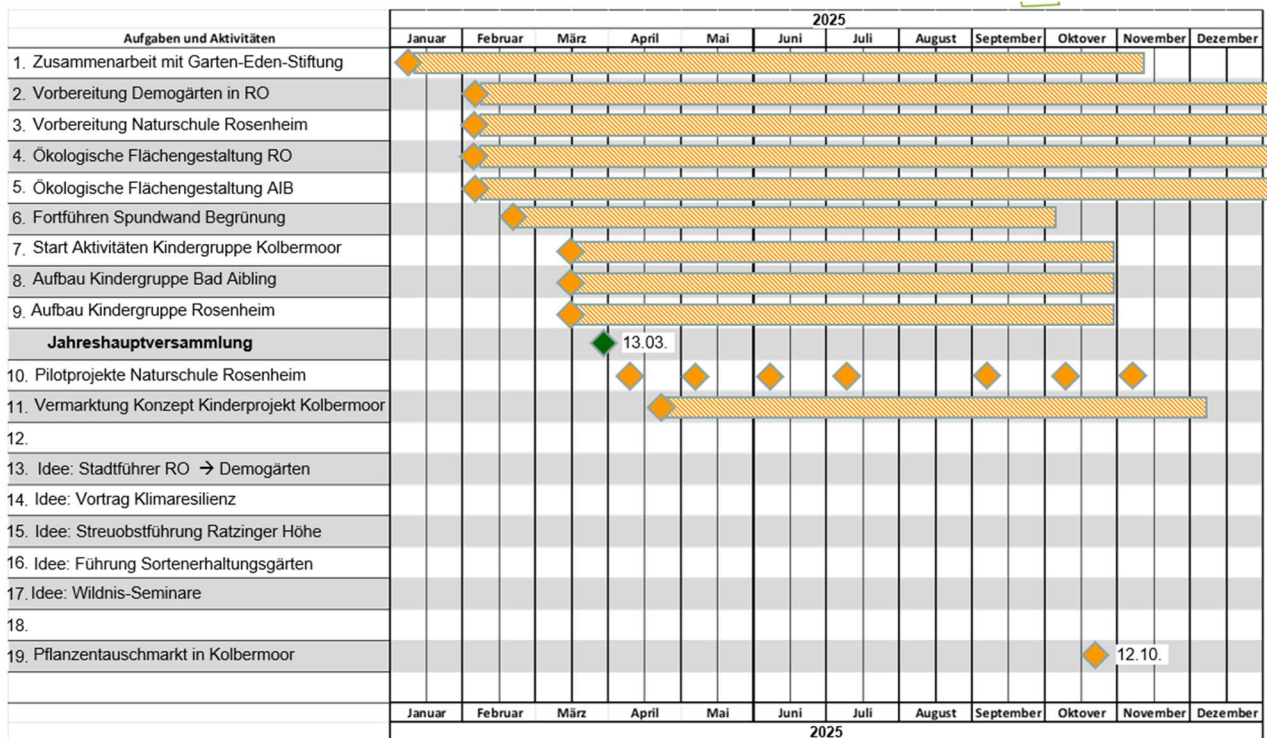 2025
Aufgaben und Aktivitäten Januar Februar März April Mai Juni Juli August September Oktover November Dezember
1. Zusammenarbeit mit Garten-Eden-Stiftung
2. Vorbereitung Demogärten in RO
3. Vorbereitung Naturschule Rosenheim
4. Ökologische Flächengestaltung RO
5. Ökologische Flächengestaltung AIB
6. Fortführen Spundwand Begrünung
7. Start Aktivitäten Kindergruppe Kolbermoor
8. Aufbau Kindergruppe Bad Aibling
9. Aufbau Kindergruppe Rosenheim
Jahreshauptversammlung 13.03.
10. Pilotprojekte Naturschule Rosenheim
11. Vermarktung Konzept Kinderprojekt Kolbermoor
12.
13. Idee: Stadtführer RO → Demogärten
14. Idee: Vortrag Klimaresilienz
15. Idee: Streuobstführung Ratzinger Höhe
16. Idee: Führung Sortenerhaltungsgärten
17. Idee: Wildnis-Seminare
18.
19. Pflanzentauschmarkt in Kolbermoor 12.10.
Januar Februar März April Mai Juni Juli August September Oktover November Dezember
2025